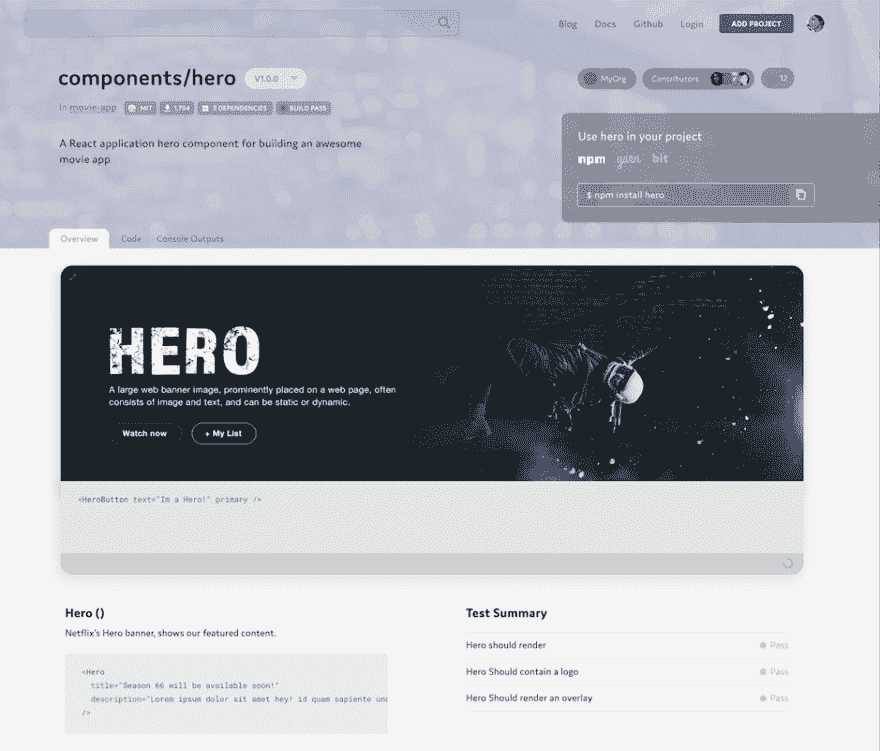 Blog Docs Github Login ADD PROJECT
components/hero V1.0.0
MyOrg Contributors 12
In movie-app MIT 1,794 3 DEPENDENCIES BUILD PASS
A React application hero component for building an awesome
movie app
Use hero in your project
npm yarn bit
$ npm install hero
Overview Code Console Outputs
HERO
A large web banner image, prominently placed on a web page, often
consists of image and text, and can be static or dynamic.
Watch now + My List
<HeroButton text="Im a Hero!" primary />
Hero ()
Netflix's Hero banner, shows our featured content.
<Hero
title="Season 66 will be available soon!"
description="Lorem ipsum dolor sit amet hey! id quam sapiente unc
/>
Test Summary
Hero should render Pass
Hero Should contain a logo Pass
Hero Should render an overlay Pass